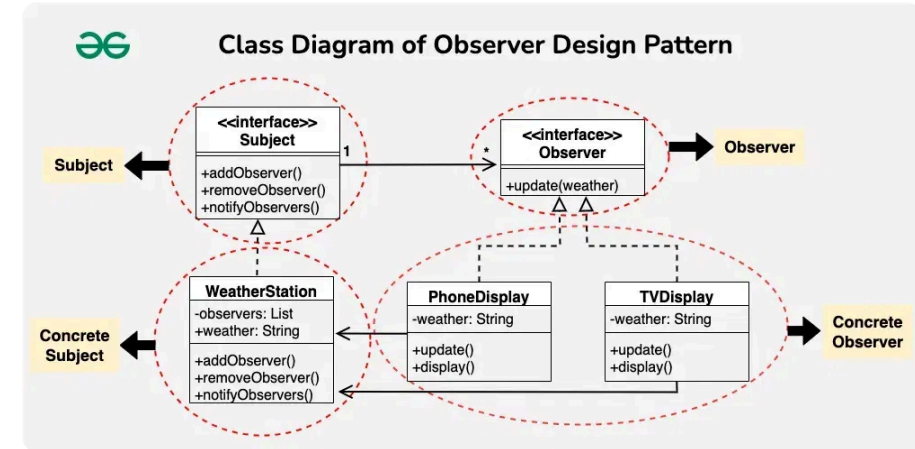 Class Diagram of Observer Design Pattern
<<interface>>
Subject
+addObserver()
+removeObserver()
+notifyObservers()
1
*
<<interface>>
Observer
+update(weather)
Subject
Observer
WeatherStation
-observers: List
+weather: String
+addObserver()
+removeObserver()
+notifyObservers()
PhoneDisplay
-weather: String
+update()
+display()
TVDisplay
-weather: String
+update()
+display()
Concrete
Subject
Concrete
Observer